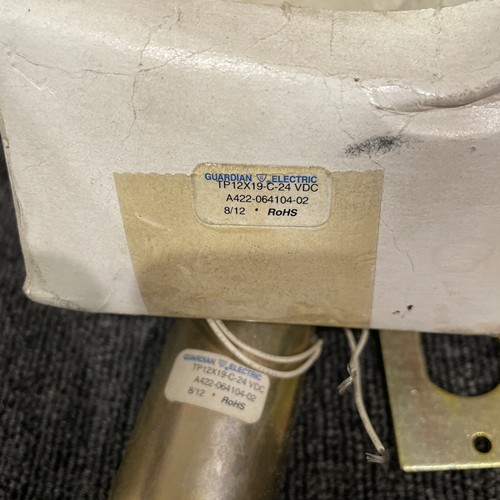 GUARDIAN ELECTRIC
TP12X19-C-24 VDC
A422-064104-02
8/12 * RoHS
GUARDIAN ELECTRIC
TP12X19-C-24 VDC
A422-064104-02
8/12 * RoHS